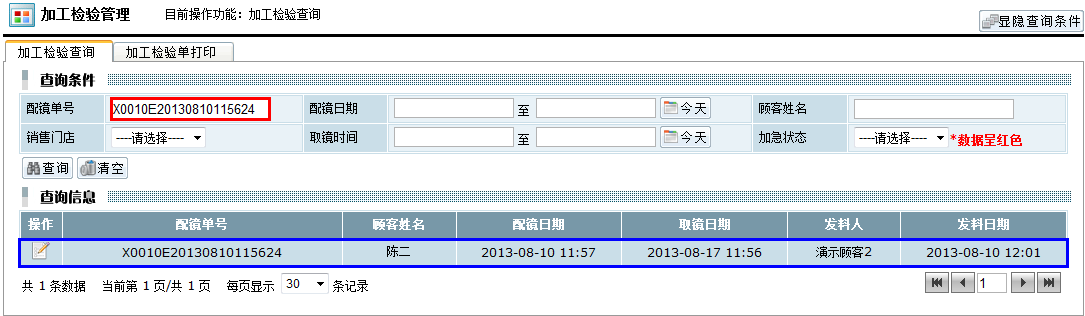 加工检验管理 目前操作功能：加工检验查询 显隐查询条件
加工检验查询 加工检验单打印
查询条件
配镜单号 X0010E20130810115624 配镜日期 至 今天 顾客姓名
销售门店 ----请选择---- 取镜时间 至 今天 加急状态 ----请选择---- *数据呈红色
查询 清空
查询信息
操作 配镜单号 顾客姓名 配镜日期 取镜日期 发料人 发料日期
X0010E20130810115624 陈二 2013-08-10 11:57 2013-08-17 11:56 演示顾客2 2013-08-10 12:01
共 1 条数据 当前第 1 页/共 1 页 每页显示 30 条记录 1